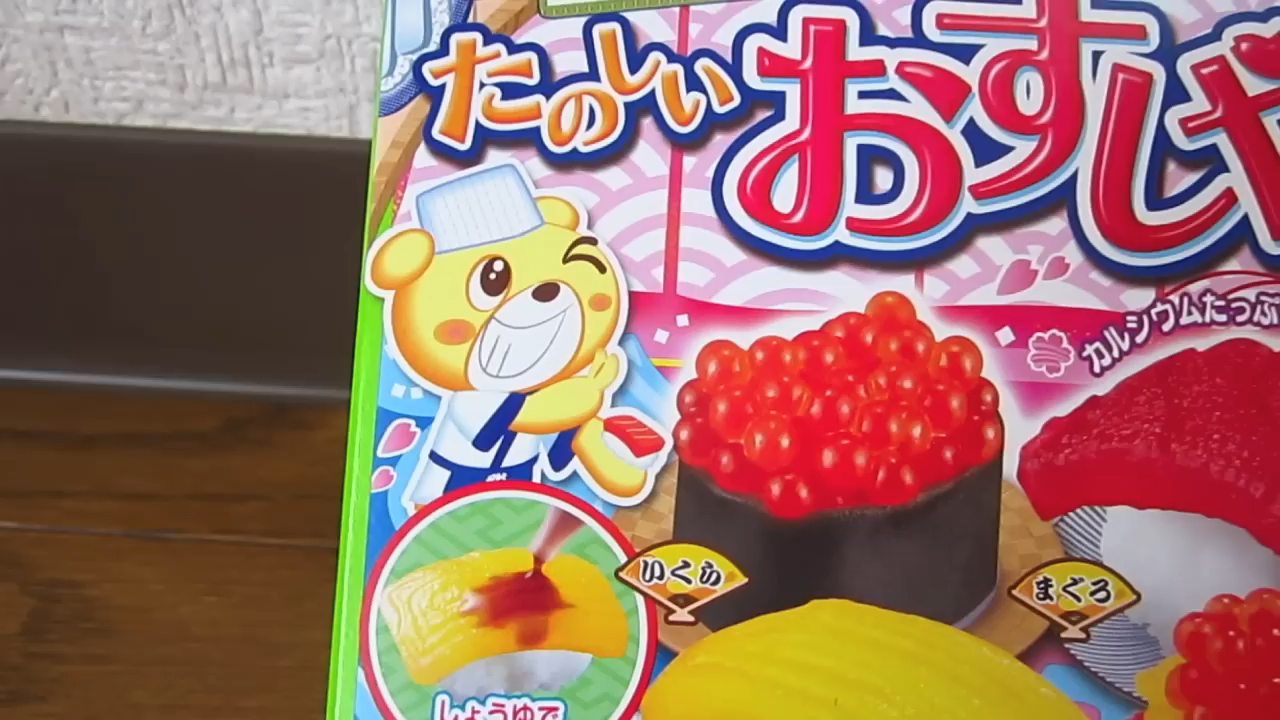 たのしい
おすしや
カルシウムたっぷ
いくら
まぐろ
しょうゆで